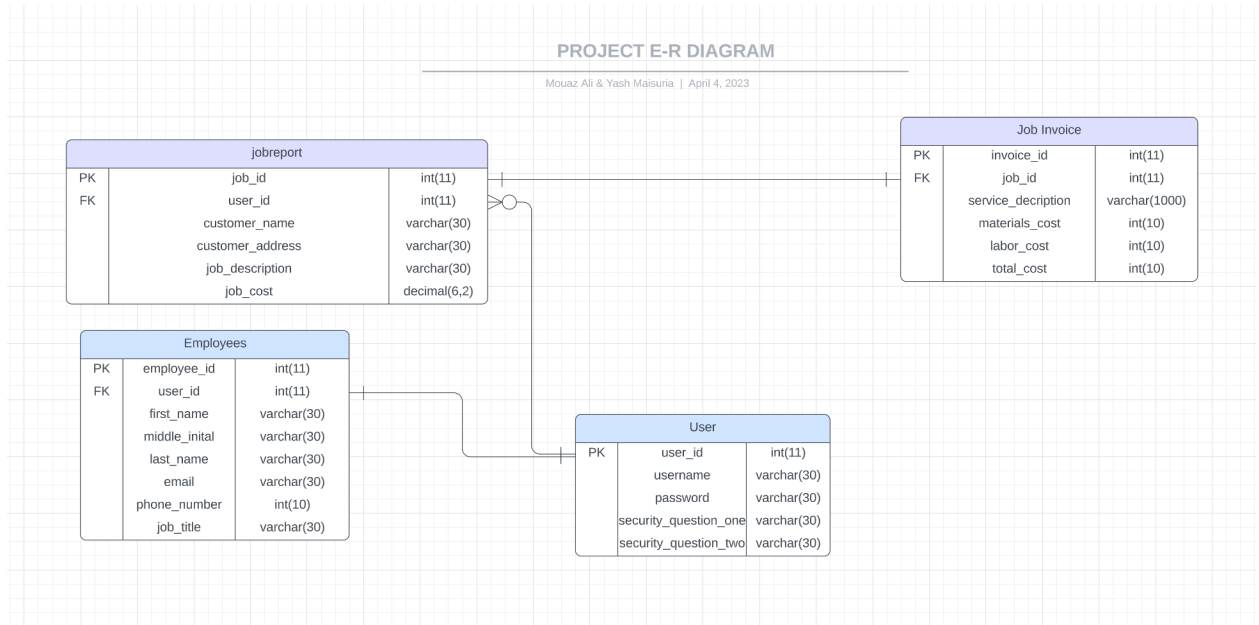 PROJECT E-R DIAGRAM
Mouaz Ali & Yash Maisuria | April 4, 2023
jobreport
PK job_id int(11)
FK user_id int(11)
customer_name varchar(30)
customer_address varchar(30)
job_description varchar(30)
job_cost decimal(6,2)
Job Invoice
PK invoice_id int(11)
FK job_id int(11)
service_decription varchar(1000)
materials_cost int(10)
labor_cost int(10)
total_cost int(10)
Employees
PK employee_id int(11)
FK user_id int(11)
first_name varchar(30)
middle_inital varchar(30)
last_name varchar(30)
email varchar(30)
phone_number int(10)
job_title varchar(30)
User
PK user_id int(11)
username varchar(30)
password varchar(30)
security_question_one varchar(30)
security_question_two varchar(30)